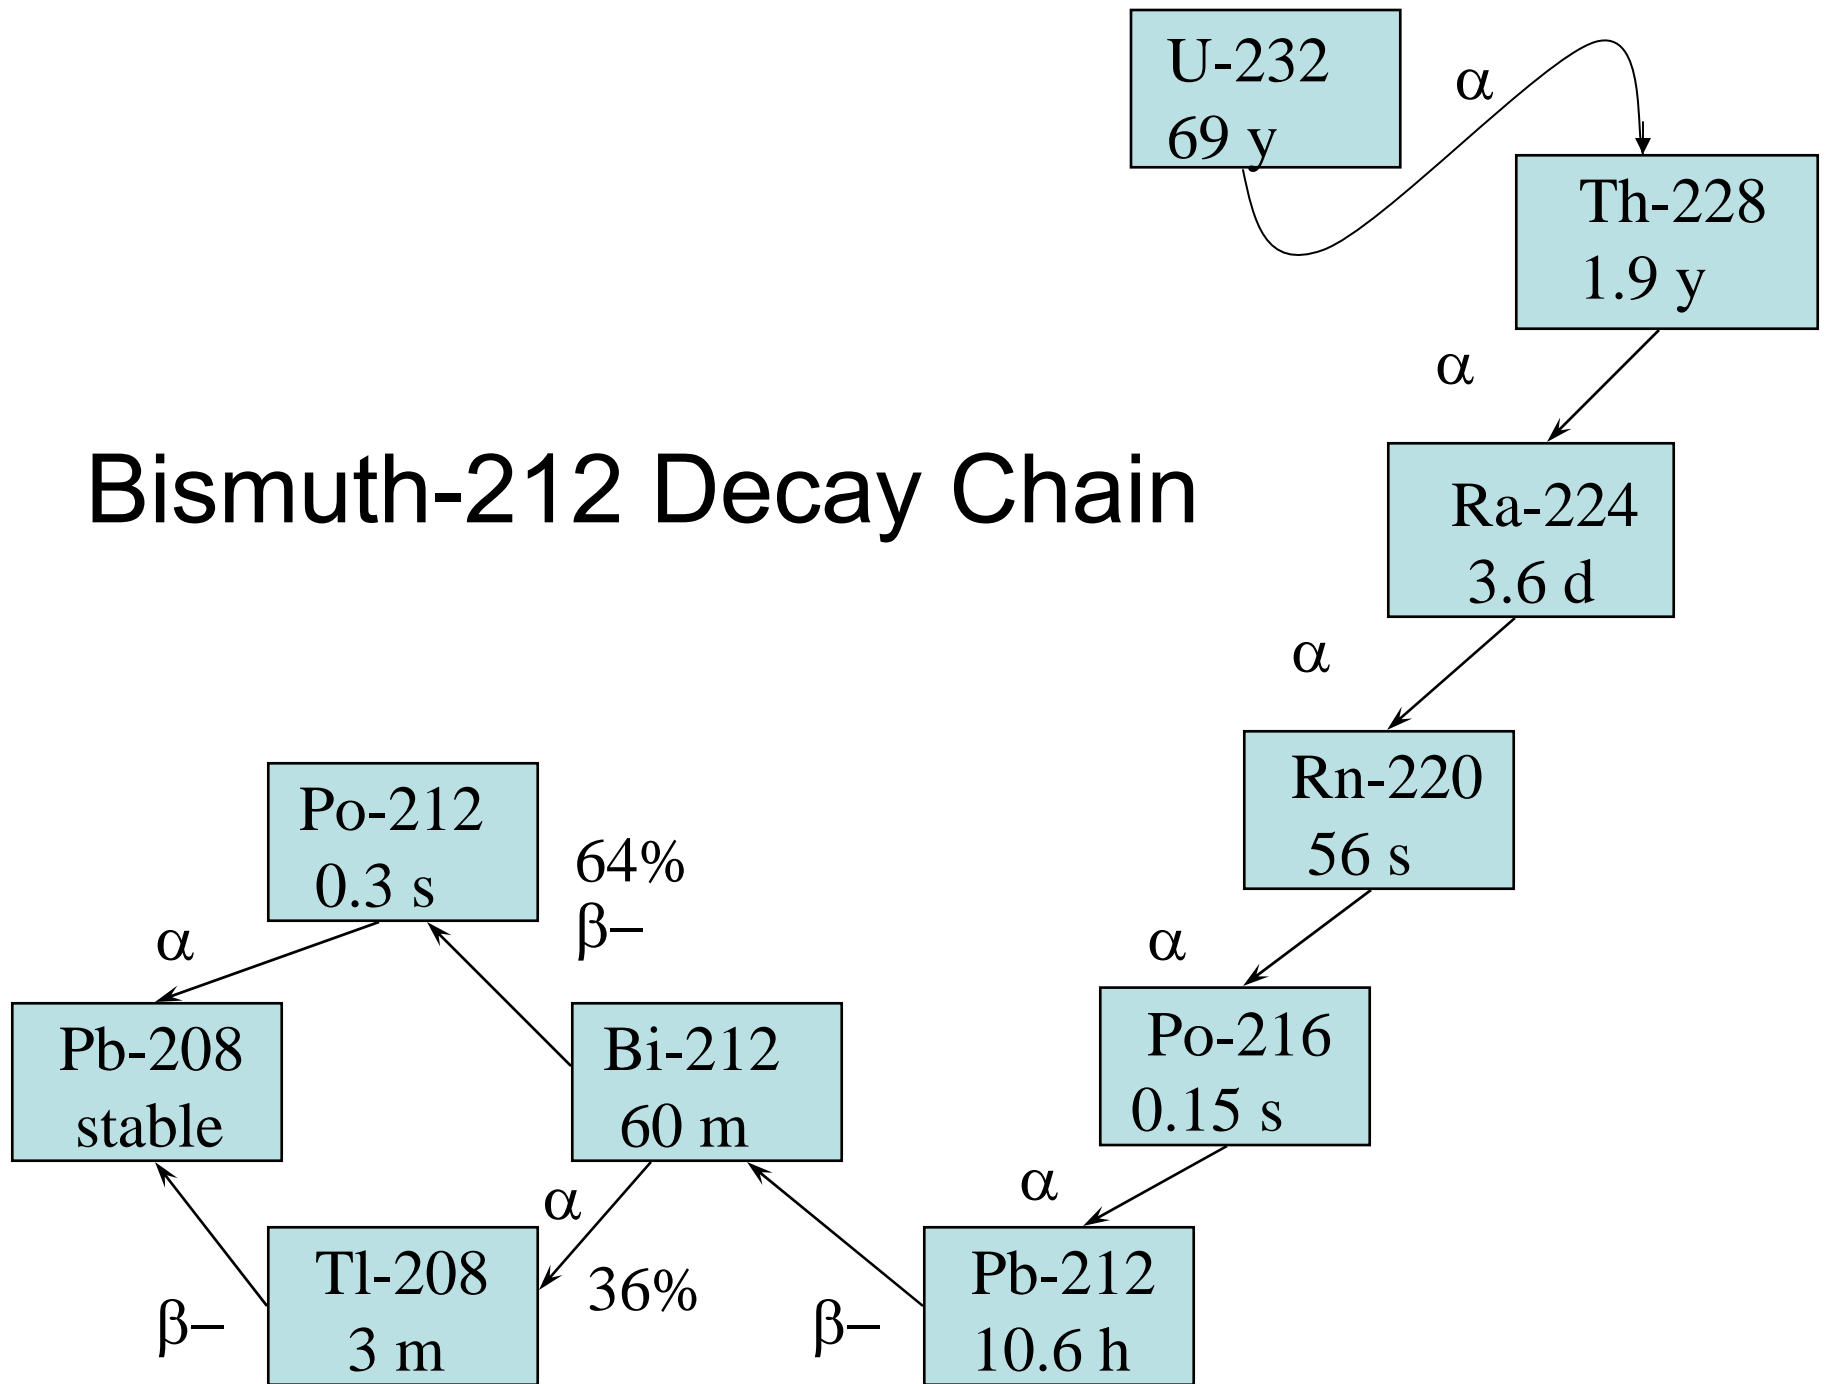 U-232
69 y
α
Th-228
1.9 y
α
Bismuth-212 Decay Chain
Ra-224
3.6 d
α
Rn-220
56 s
α
Po-216
0.15 s
α
Pb-212
10.6 h
β–
Bi-212
60 m
64%
β–
Po-212
0.3 s
α
Pb-208
stable
α
36%
Tl-208
3 m
β–